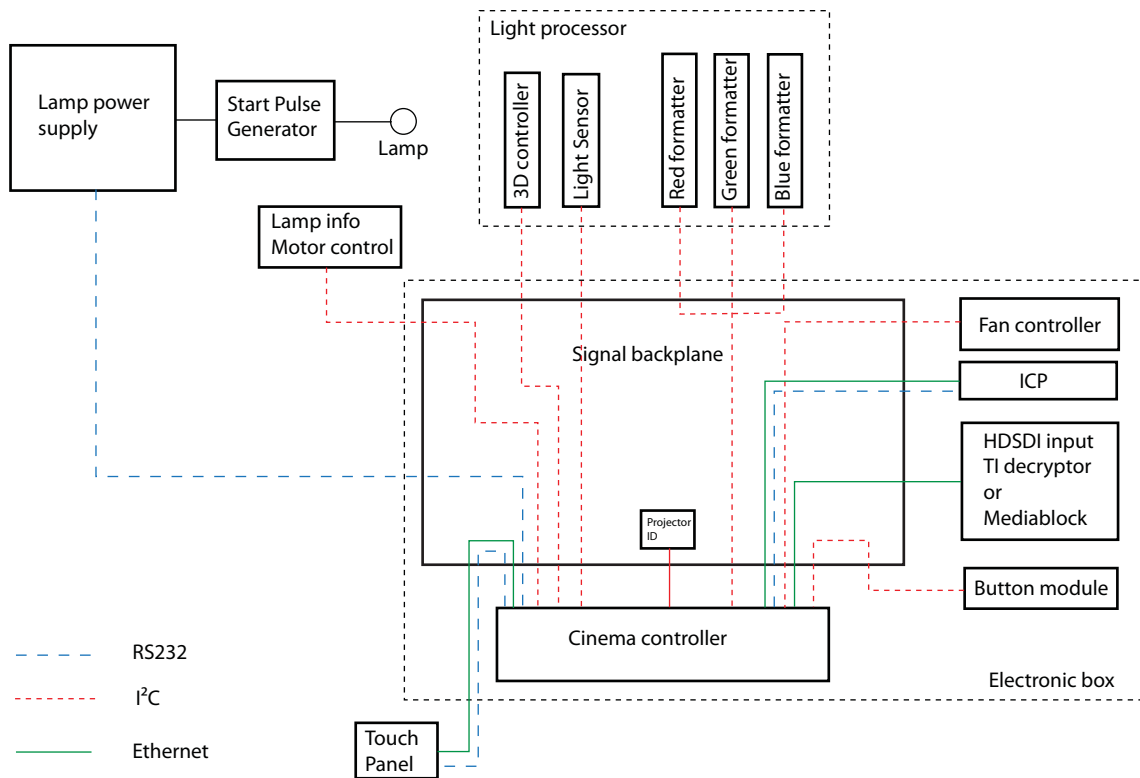 Light processor
Lamp power
supply
Start Pulse
Generator
Lamp
3D controller
Light Sensor
Red formatter
Green formatter
Blue formatter
Lamp info
Motor control
Signal backplane
Fan controller
ICP
HDSDI input
TI decryptor
or
Mediablock
Projector
ID
Button module
Cinema controller
Electronic box
RS232
I²C
Ethernet
Touch
Panel